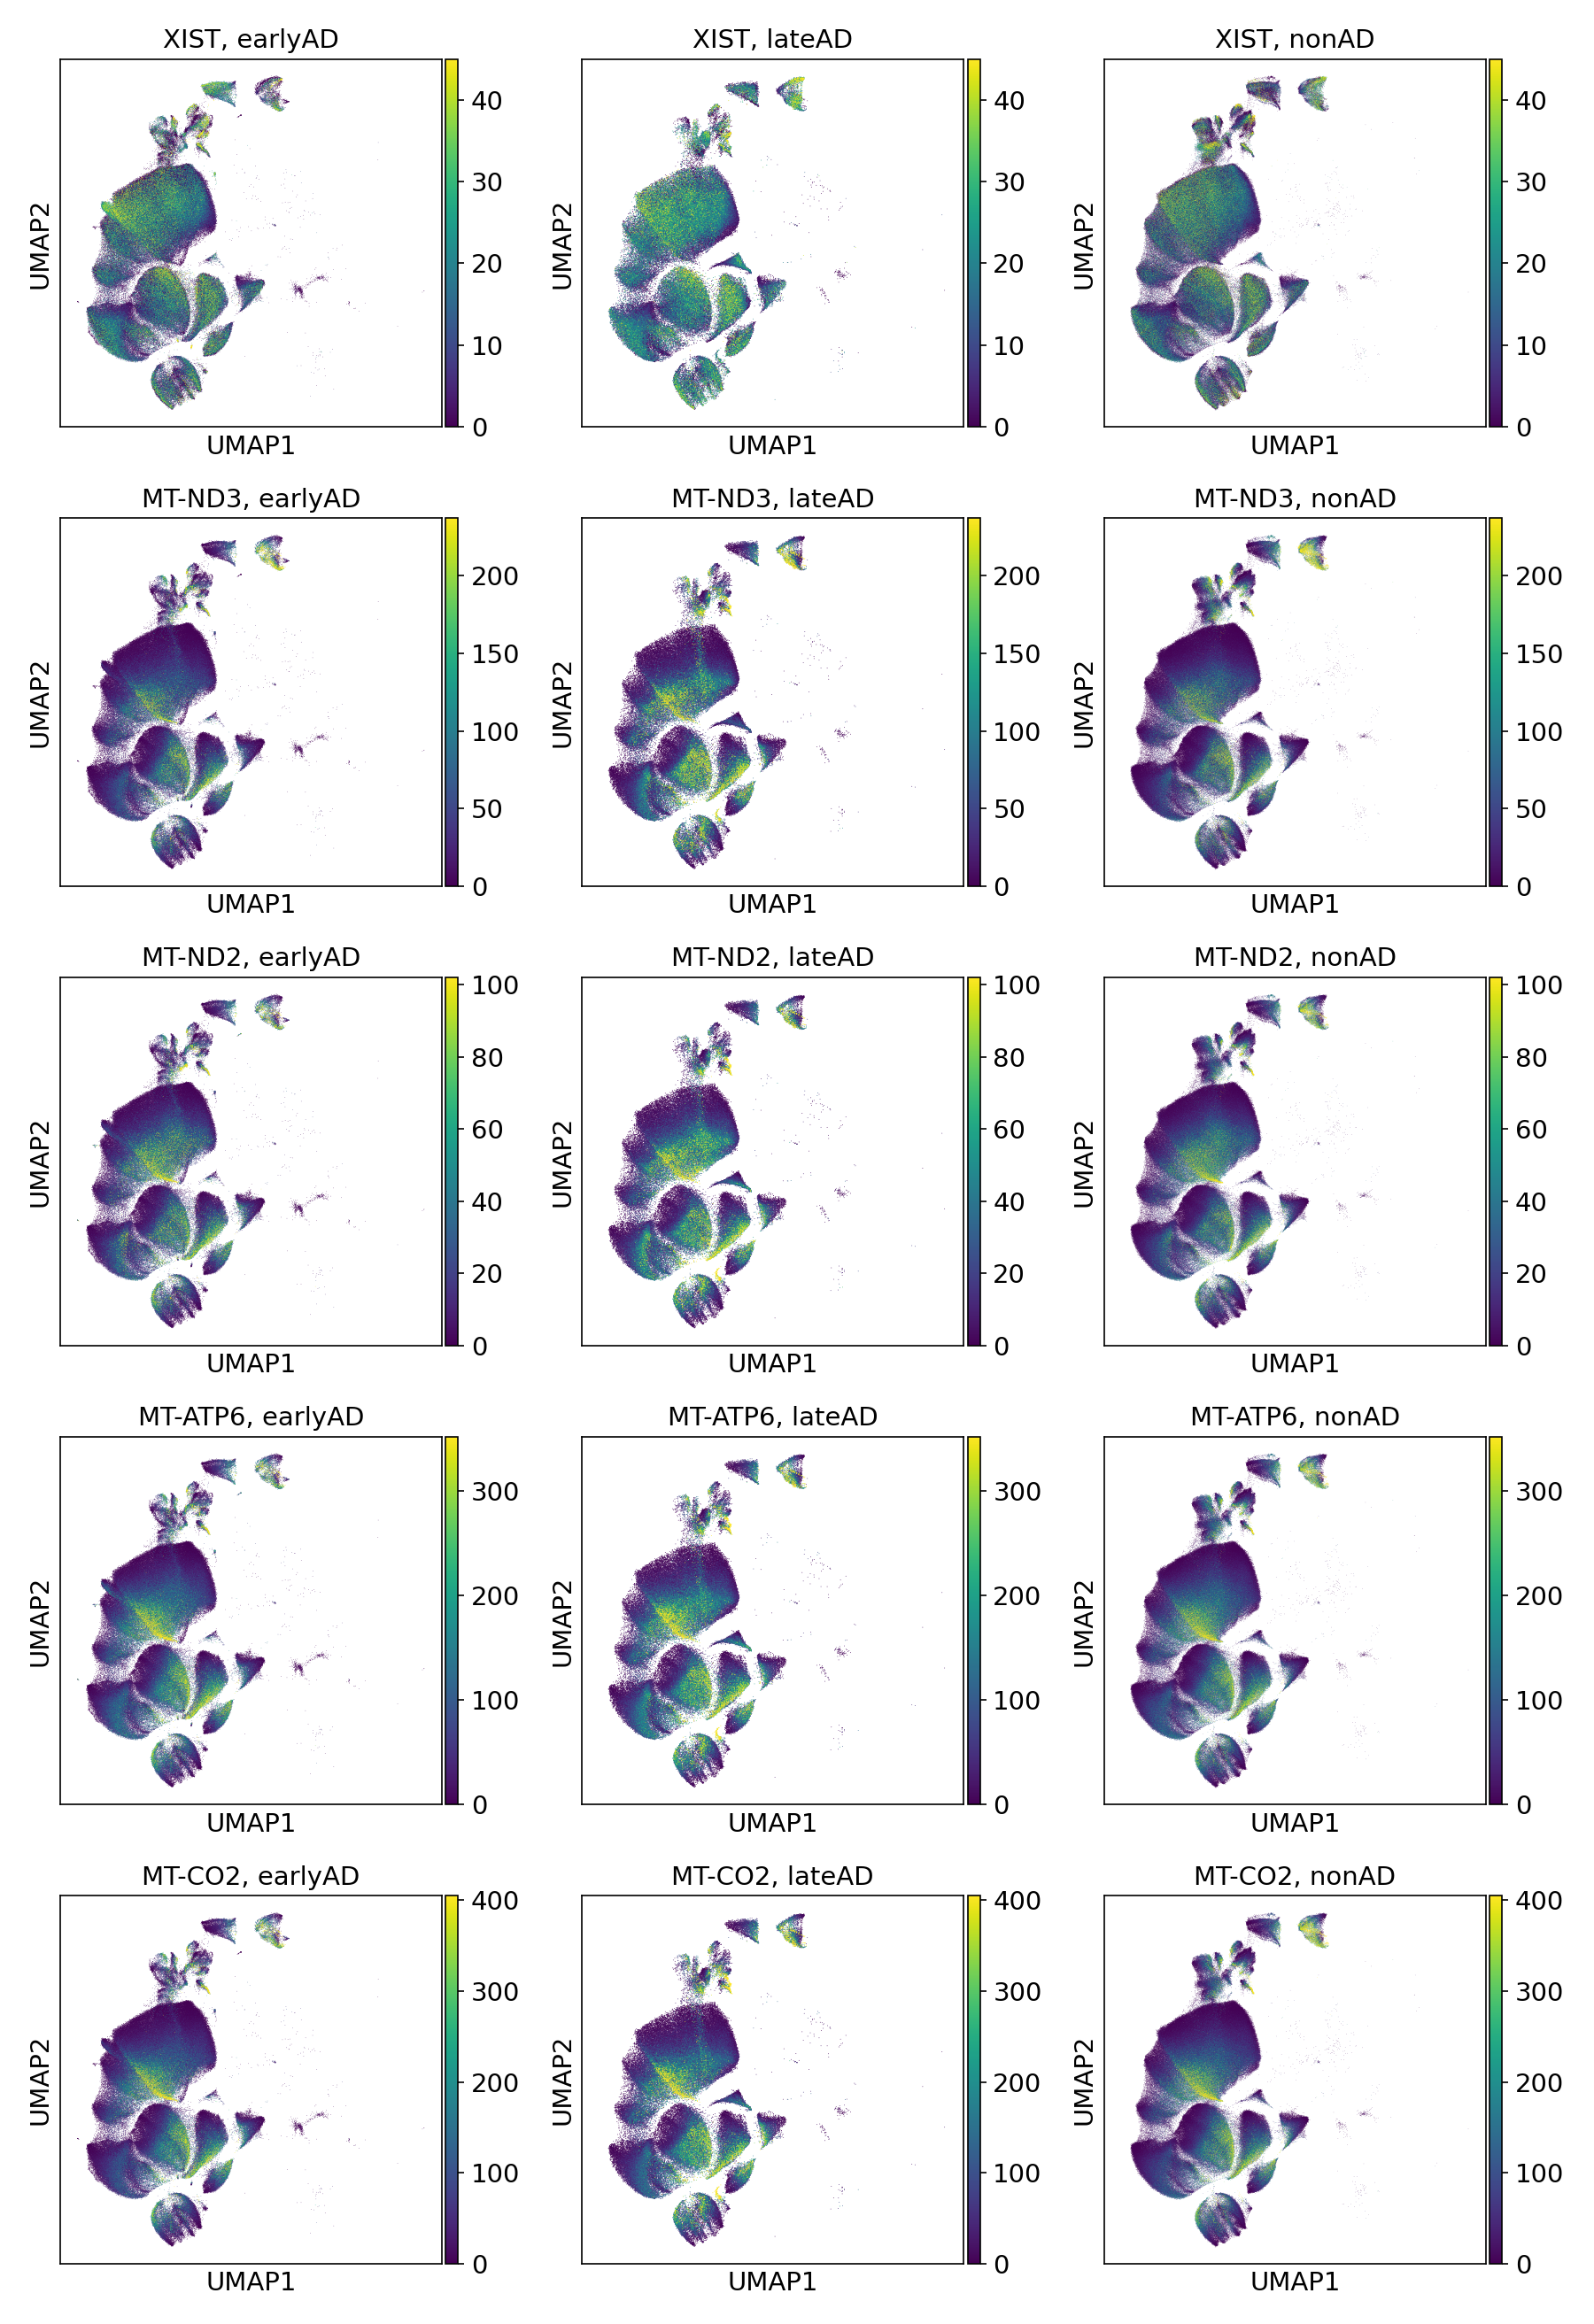 XIST, earlyAD
XIST, lateAD
XIST, nonAD
UMAP2
40
30
20
10
0
UMAP1
UMAP2
40
30
20
10
0
UMAP1
UMAP2
40
30
20
10
0
UMAP1
MT-ND3, earlyAD
MT-ND3, lateAD
MT-ND3, nonAD
UMAP2
200
150
100
50
0
UMAP1
UMAP2
200
150
100
50
0
UMAP1
UMAP2
200
150
100
50
0
UMAP1
MT-ND2, earlyAD
MT-ND2, lateAD
MT-ND2, nonAD
UMAP2
100
80
60
40
20
0
UMAP1
UMAP2
100
80
60
40
20
0
UMAP1
UMAP2
100
80
60
40
20
0
UMAP1
MT-ATP6, earlyAD
MT-ATP6, lateAD
MT-ATP6, nonAD
UMAP2
300
200
100
0
UMAP1
UMAP2
300
200
100
0
UMAP1
UMAP2
300
200
100
0
UMAP1
MT-CO2, earlyAD
MT-CO2, lateAD
MT-CO2, nonAD
UMAP2
400
300
200
100
0
UMAP1
UMAP2
400
300
200
100
0
UMAP1
UMAP2
400
300
200
100
0
UMAP1